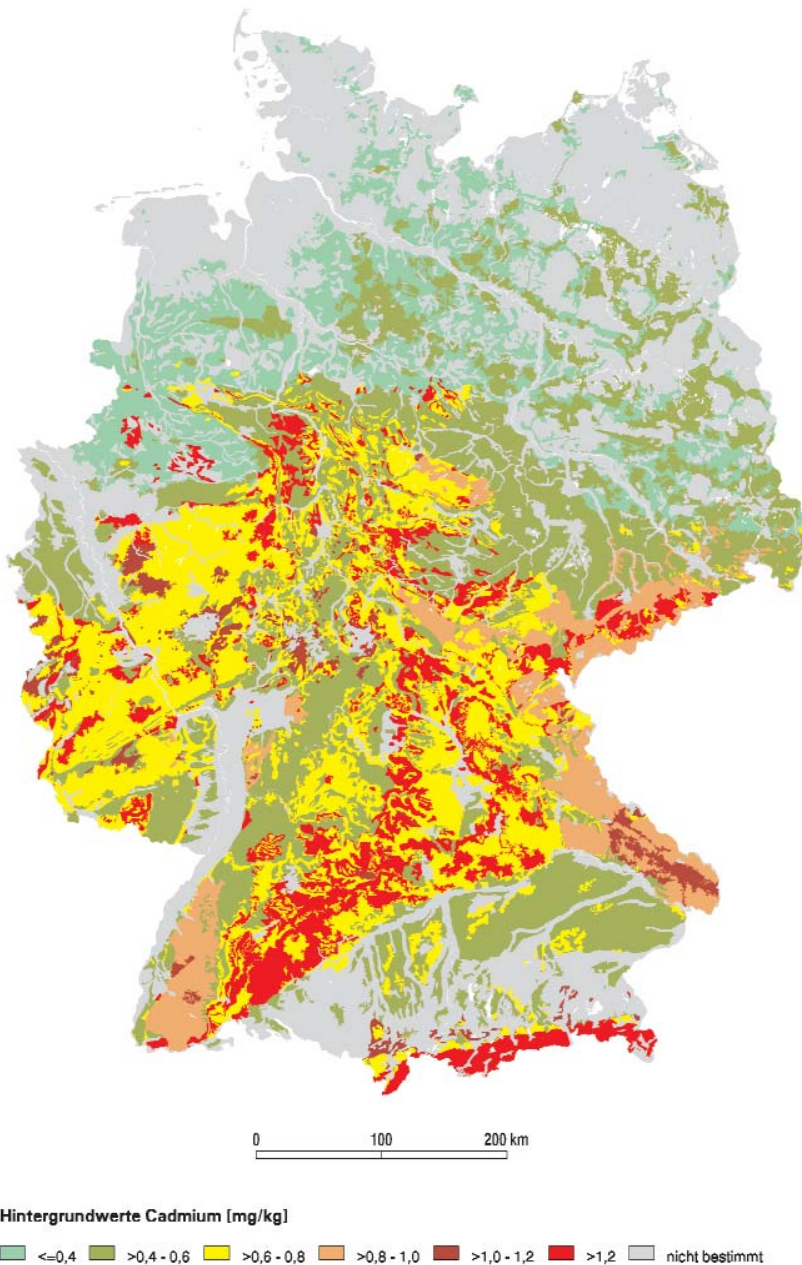 0 100 200 km
Hintergrundwerte Cadmium [mg/kg]
<=0,4 >0,4 - 0,6 >0,6 - 0,8 >0,8 - 1,0 >1,0 - 1,2 >1,2 nicht bestimmt